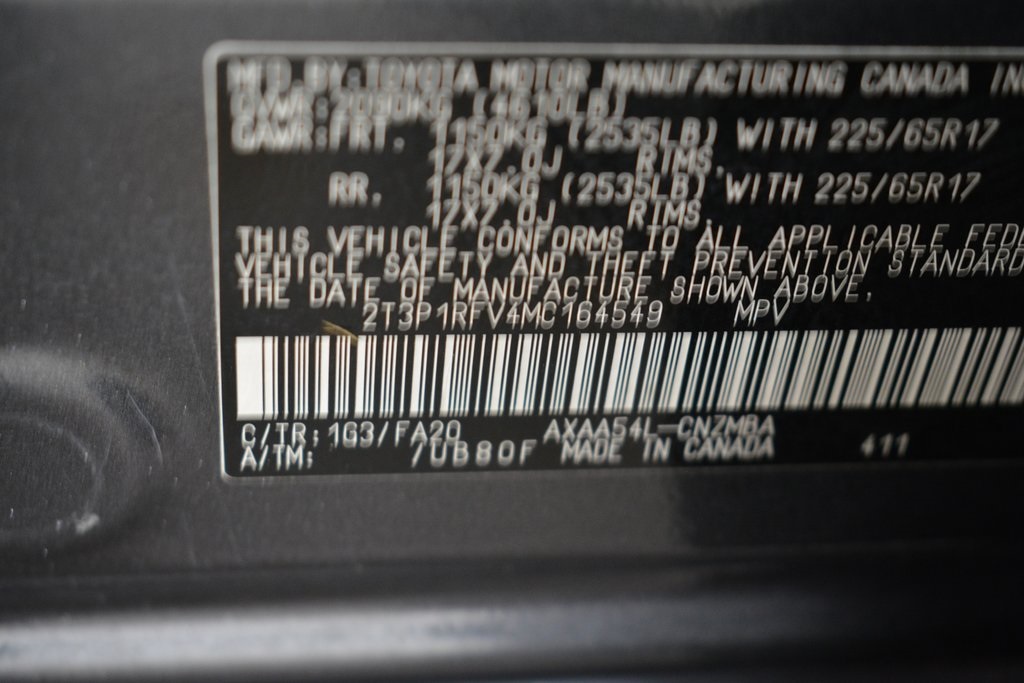 MFD BY:TOYOTA MOTOR MANUFACTURING CANADA INC
GVWR:2090KG (4610LB)
GAWR:FRT. 1150KG (2535LB) WITH 225/65R17
17X7.0J RIMS,
RR. 1150KG (2535LB) WITH 225/65R17
17X7.0J RIMS,
THIS VEHICLE CONFORMS TO ALL APPLICABLE FEDE
VEHICLE SAFETY AND THEFT PREVENTION STANDARD
THE DATE OF MANUFACTURE SHOWN ABOVE.
2T3P1RFV4MC164549 MPV
C/TR:1G3/FA20 AXAA54L-CNZMBA
A/TM: /UB80F MADE IN CANADA 411